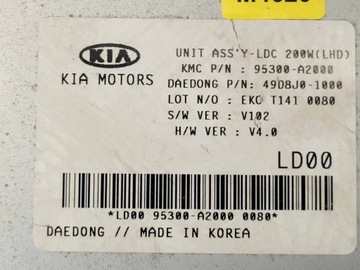 KIA
KIA MOTORS
UNIT ASS'Y-LDC 200W(LHD)
KMC P/N : 95300-A2000
DAEDONG P/N: 49D8J0-1000
LOT N/O : EKC T141 0080
S/W VER : V102
H/W VER : V4.0
LD00
*LD00 95300-A2000 0080*
DAEDONG // MADE IN KOREA